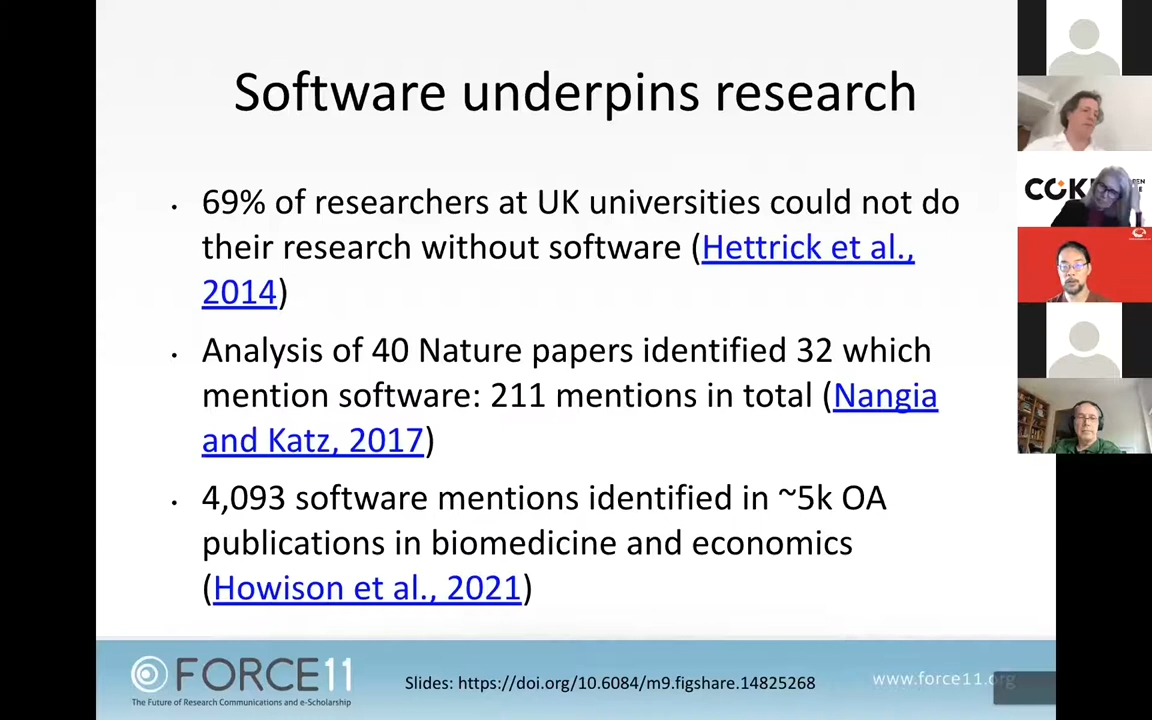 Software underpins research
• 69% of researchers at UK universities could not do
their research without software (Hettrick et al.,
2014)
• Analysis of 40 Nature papers identified 32 which
mention software: 211 mentions in total (Nangia
and Katz, 2017)
• 4,093 software mentions identified in ~5k OA
publications in biomedicine and economics
(Howison et al., 2021)
FORCE11
The Future of Research Communications and e-Scholarship
Slides: https://doi.org/10.6084/m9.figshare.14825268
www.force11.org